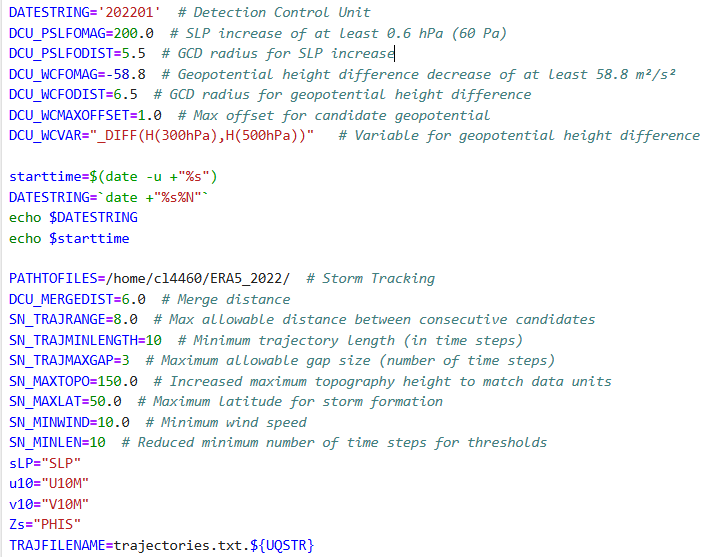 DATESTRING='202201'  # Detection Control Unit
DCU_PSLFOMAG=200.0  # SLP increase of at least 0.6 hPa (60 Pa)
DCU_PSLFODIST=5.5  # GCD radius for SLP increase
DCU_WCFOMAG=-58.8  # Geopotential height difference decrease of at least 58.8 m²/s²
DCU_WCFODIST=6.5  # GCD radius for geopotential height difference
DCU_WCMAXOFFSET=1.0  # Max offset for candidate geopotential
DCU_WCVAR="_DIFF(H(300hPa),H(500hPa))"   # Variable for geopotential height difference
starttime=$(date -u +"%s")
DATESTRING=`date +"%s%N"`
echo $DATESTRING
echo $starttime
PATHTOFILES=/home/cl4460/ERA5_2022/  # Storm Tracking
DCU_MERGEDIST=6.0  # Merge distance
SN_TRAJRANGE=8.0  # Max allowable distance between consecutive candidates
SN_TRAJMINLENGTH=10  # Minimum trajectory length (in time steps)
SN_TRAJMAXGAP=3  # Maximum allowable gap size (number of time steps)
SN_MAXTOPO=150.0  # Increased maximum topography height to match data units
SN_MAXLAT=50.0  # Maximum latitude for storm formation
SN_MINWIND=10.0  # Minimum wind speed
SN_MINLEN=10  # Reduced minimum number of time steps for thresholds
sLP="SLP"
u10="U10M"
v10="V10M"
Zs="PHIS"
TRAJFILENAME=trajectories.txt.${UQSTR}